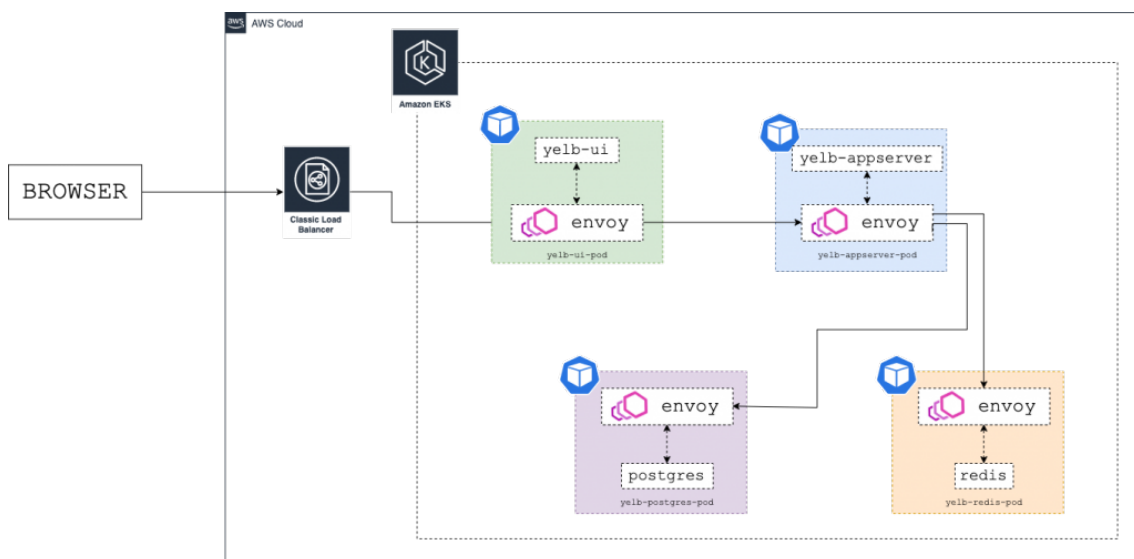 aws
AWS Cloud
Amazon EKS
BROWSER
Classic Load
Balancer
yelb-ui
envoy
yelb-ui-pod
yelb-appserver
envoy
yelb-appserver-pod
envoy
postgres
yelb-postgres-pod
envoy
redis
yelb-redis-pod